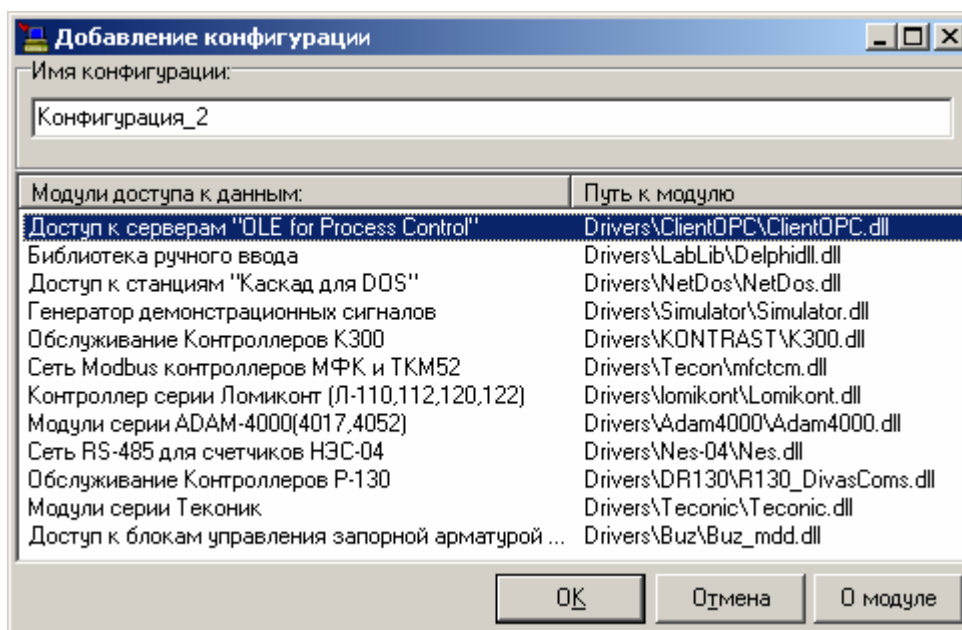 Добавление конфигурации
Имя конфигурации:
Конфигурация_2
Модули доступа к данным: Путь к модулю
Доступ к серверам "OLE for Process Control" Drivers\ClientOPC\ClientOPC.dll
Библиотека ручного ввода Drivers\LabLib\Delphidll.dll
Доступ к станциям "Каскад для DOS" Drivers\NetDos\NetDos.dll
Генератор демонстрационных сигналов Drivers\Simulator\Simulator.dll
Обслуживание Контроллеров К300 Drivers\KONTRAST\K300.dll
Сеть Modbus контроллеров МФК и ТКМ52 Drivers\Tecon\mfctcm.dll
Контроллер серии Ломиконт (Л-110,112,120,122) Drivers\lomikont\Lomikont.dll
Модули серии ADAM-4000(4017,4052) Drivers\Adam4000\Adam4000.dll
Сеть RS-485 для счетчиков НЭС-04 Drivers\Nes-04\Nes.dll
Обслуживание Контроллеров Р-130 Drivers\DR130\R130_DivasComs.dll
Модули серии Теконик Drivers\Teconic\Teconic.dll
Доступ к блокам управления запорной арматурой ... Drivers\Buz\Buz_mdd.dll
OK Отмена О модуле